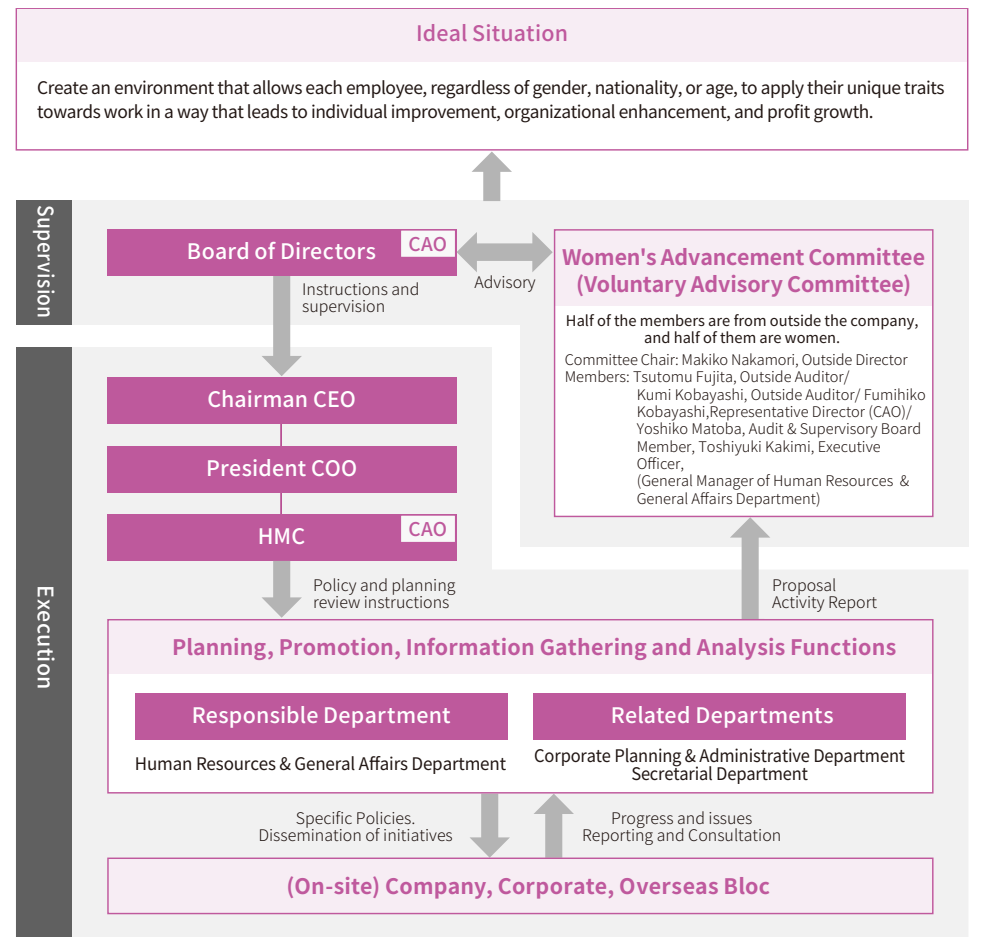 Ideal Situation
Create an environment that allows each employee, regardless of gender, nationality, or age, to apply their unique traits
towards work in a way that leads to individual improvement, organizational enhancement, and profit growth.
Supervision
Board of Directors
CAO
Advisory
Instructions and
supervision
Women's Advancement Committee
(Voluntary Advisory Committee)
Half of the members are from outside the company,
and half of them are women.
Committee Chair: Makiko Nakamori, Outside Director
Members: Tsutomu Fujita, Outside Auditor/
Kumi Kobayashi, Outside Auditor/ Fumihiko
Kobayashi,Representative Director (CAO)/
Yoshiko Matoba, Audit & Supervisory Board
Member, Toshiyuki Kakimi, Executive
Officer,
(General Manager of Human Resources &
General Affairs Department)
Execution
Chairman CEO
President COO
HMC
CAO
Policy and planning
review instructions
Proposal
Activity Report
Planning, Promotion, Information Gathering and Analysis Functions
Responsible Department
Human Resources & General Affairs Department
Related Departments
Corporate Planning & Administrative Department
Secretarial Department
Specific Policies.
Dissemination of initiatives
Progress and issues
Reporting and Consultation
(On-site) Company, Corporate, Overseas Bloc